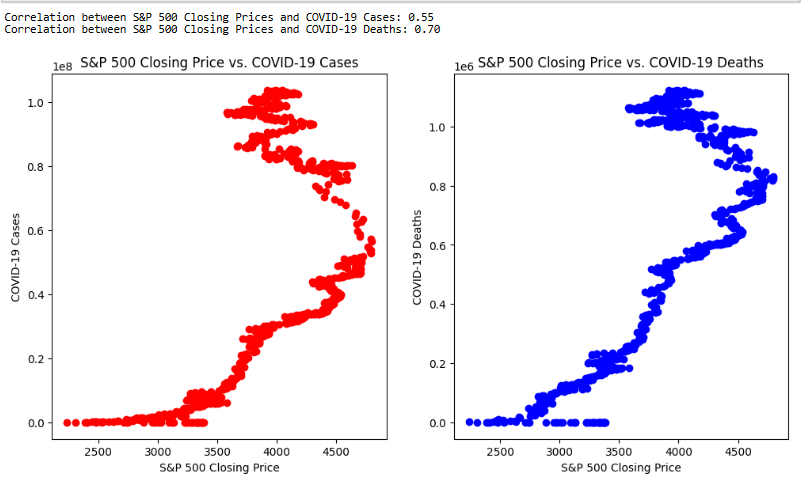 Correlation between S&P 500 Closing Prices and COVID-19 Cases: 0.55
Correlation between S&P 500 Closing Prices and COVID-19 Deaths: 0.70
1e8 S&P 500 Closing Price vs. COVID-19 Cases
1.0
0.8
0.6
0.4
0.2
0.0
COVID-19 Cases
2500 3000 3500 4000 4500
S&P 500 Closing Price
1e6 S&P 500 Closing Price vs. COVID-19 Deaths
1.0
0.8
0.6
0.4
0.2
0.0
COVID-19 Deaths
2500 3000 3500 4000 4500
S&P 500 Closing Price